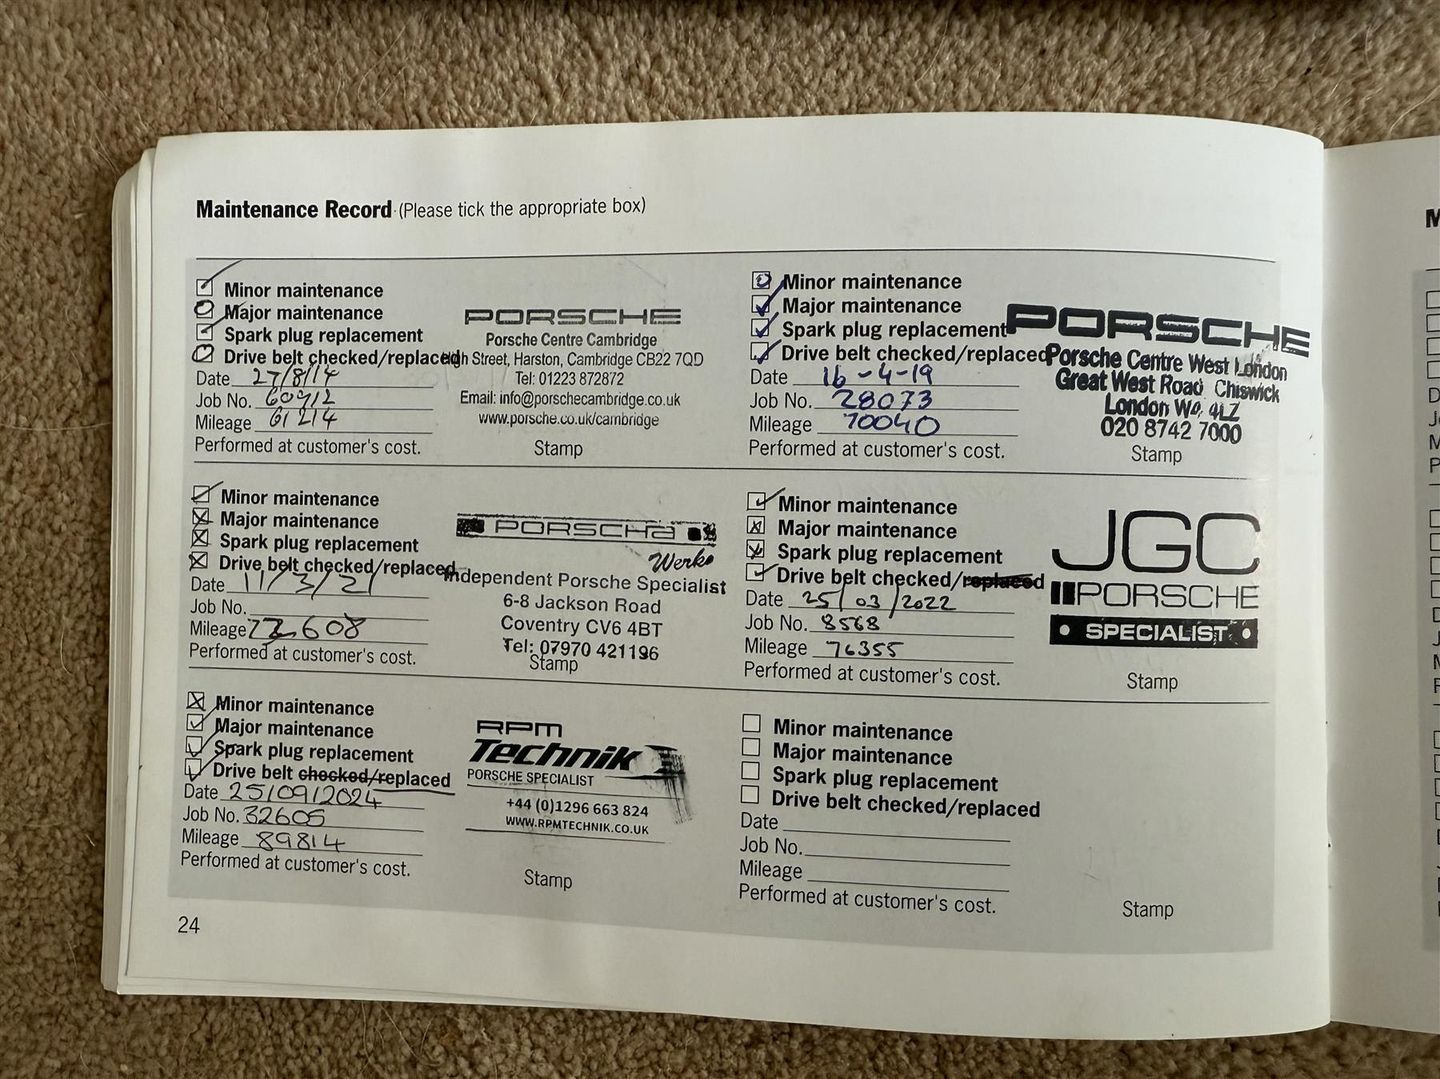 Maintenance Record (Please tick the appropriate box)
Minor maintenance
Major maintenance
Spark plug replacement
Drive belt checked/replaced
Date 27/8/14
Job No. 60912
Mileage 61214
Performed at customer's cost.
PORSCHE
Porsche Centre Cambridge
High Street, Harston, Cambridge CB22 7QD
Tel: 01223 872872
Email: info@porschecambridge.co.uk
www.porsche.co.uk/cambridge
Stamp
Minor maintenance
Major maintenance
Spark plug replacement
Drive belt checked/replaced
Date 16-4-19
Job No. 28073
Mileage 70040
Performed at customer's cost.
PORSCHE
Porsche Centre West London
Great West Road Chiswick
London W4 4LZ
020 8742 7000
Stamp
Minor maintenance
Major maintenance
Spark plug replacement
Drive belt checked/replaced
Date 11/3/21
Job No.
Mileage 72608
Performed at customer's cost.
PORSCHa
Werks
Independent Porsche Specialist
6-8 Jackson Road
Coventry CV6 4BT
Tel: 07970 421196
Stamp
Minor maintenance
Major maintenance
Spark plug replacement
Drive belt checked/replaced
Date 25/03/2022
Job No. 8568
Mileage 76355
Performed at customer's cost.
JGC
PORSCHE
SPECIALIST
Stamp
Minor maintenance
Major maintenance
Spark plug replacement
Drive belt checked/replaced
Date 25/09/2024
Job No. 32605
Mileage 89814
Performed at customer's cost.
RPM
Technik
PORSCHE SPECIALIST
+44 (0)1296 663 824
WWW.RPMTECHNIK.CO.UK
Stamp
Minor maintenance
Major maintenance
Spark plug replacement
Drive belt checked/replaced
Date
Job No.
Mileage
Performed at customer's cost.
Stamp
24